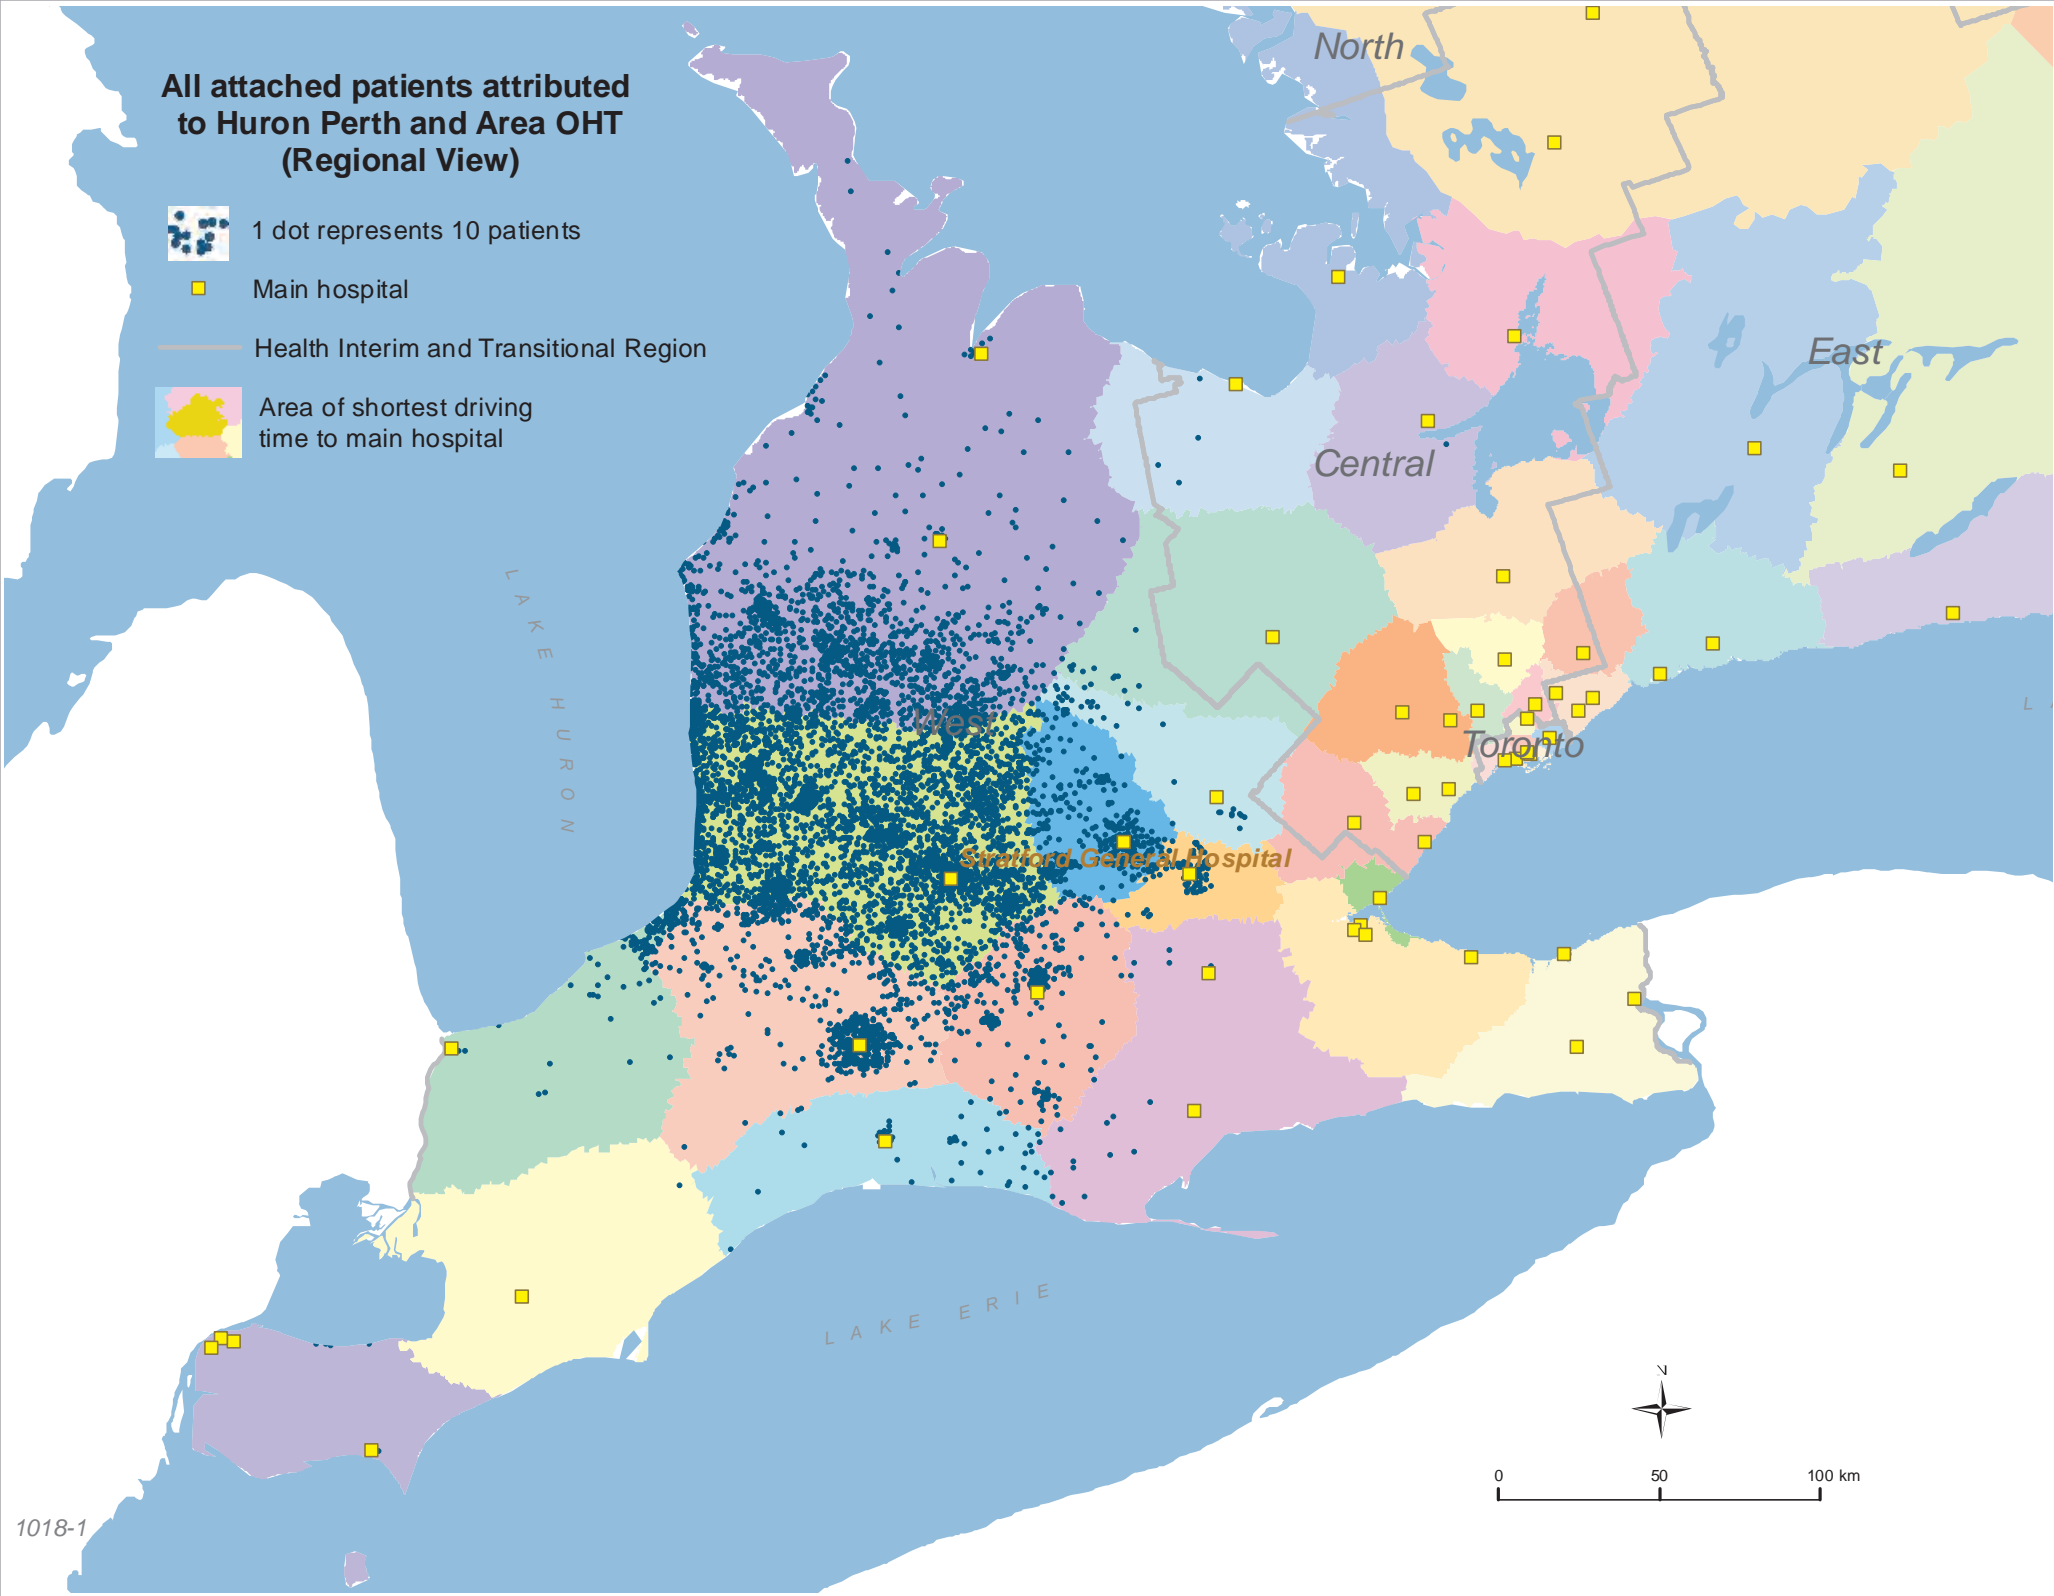 All attached patients attributed
to Huron Perth and Area OHT
(Regional View)
1 dot represents 10 patients
Main hospital
Health Interim and Transitional Region
Area of shortest driving
time to main hospital
North
East
Central
West
Toronto
Stratford General Hospital
LAKE HURON
LAKE ERIE
L A
N
0 50 100 km
1018-1